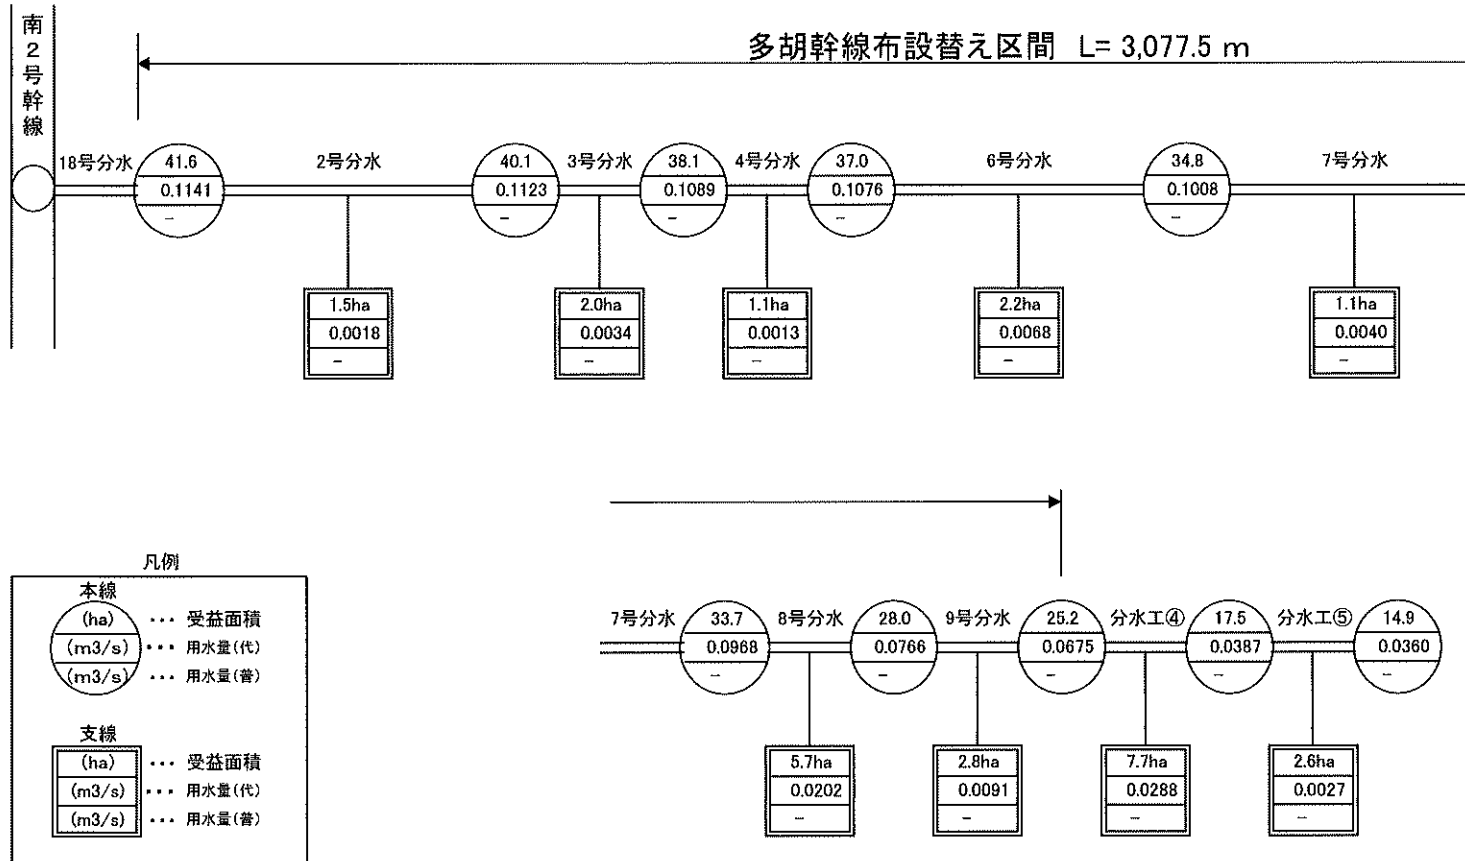 南2号幹線
多胡幹線布設替え区間 L= 3,077.5 m
18号分水
41.6
0.1141
-
2号分水
40.1
0.1123
-
3号分水
38.1
0.1089
-
4号分水
37.0
0.1076
-
6号分水
34.8
0.1008
-
7号分水
1.5ha
0.0018
-
2.0ha
0.0034
-
1.1ha
0.0013
-
2.2ha
0.0068
-
1.1ha
0.0040
-
7号分水
33.7
0.0968
-
8号分水
28.0
0.0766
-
9号分水
25.2
0.0675
-
分水工④
17.5
0.0387
-
分水工⑤
14.9
0.0360
-
5.7ha
0.0202
-
2.8ha
0.0091
-
7.7ha
0.0288
-
2.6ha
0.0027
-
凡例
本線
(ha) ・・・ 受益面積
(m3/s) ・・・ 用水量(代)
(m3/s) ・・・ 用水量(普)
支線
(ha) ・・・ 受益面積
(m3/s) ・・・ 用水量(代)
(m3/s) ・・・ 用水量(普)